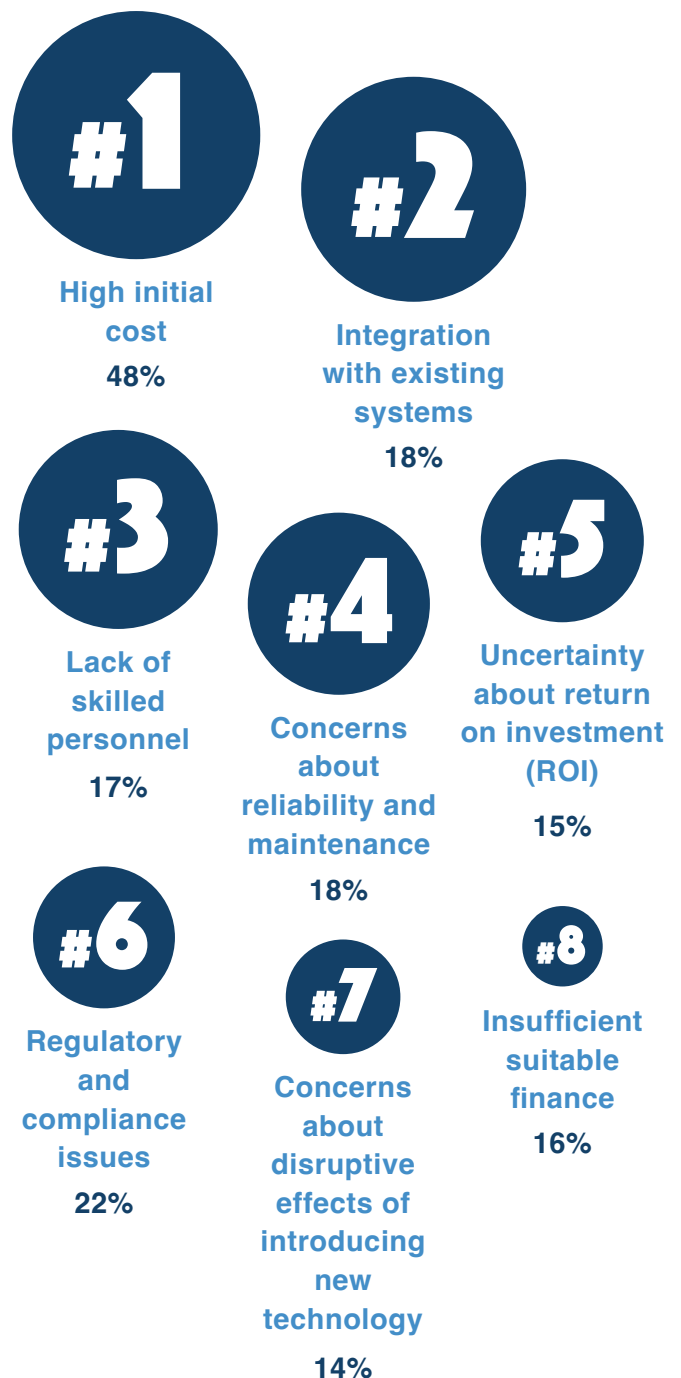 #1
High initial
cost
48%
#2
Integration
with existing
systems
18%
#3
Lack of
skilled
personnel
17%
#4
Concerns
about
reliability and
maintenance
18%
#5
Uncertainty
about return
on investment
(ROI)
15%
#6
Regulatory
and
compliance
issues
22%
#7
Concerns
about
disruptive
effects of
introducing
new
technology
14%
#8
Insufficient
suitable
finance
16%